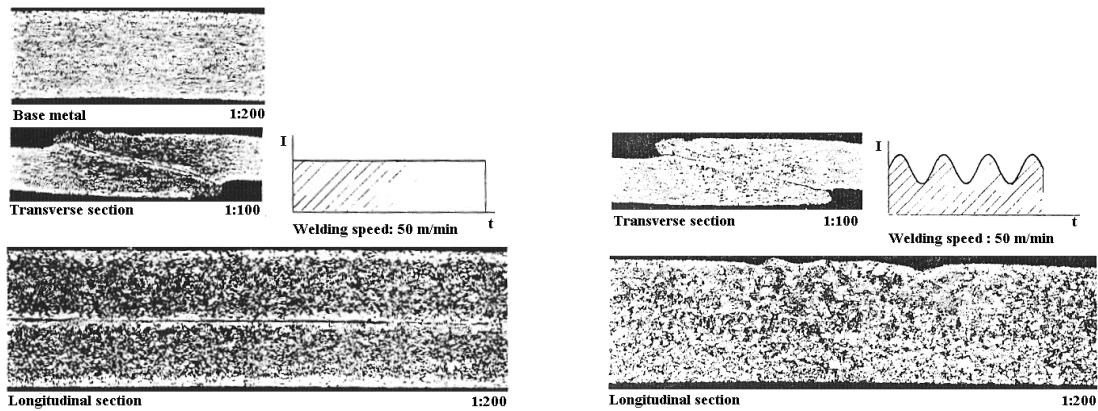 Base metal 1:200
I
Transverse section 1:100
t
Welding speed: 50 m/min
Longitudinal section 1:200
I
Transverse section 1:100
t
Welding speed : 50 m/min
Longitudinal section 1:200